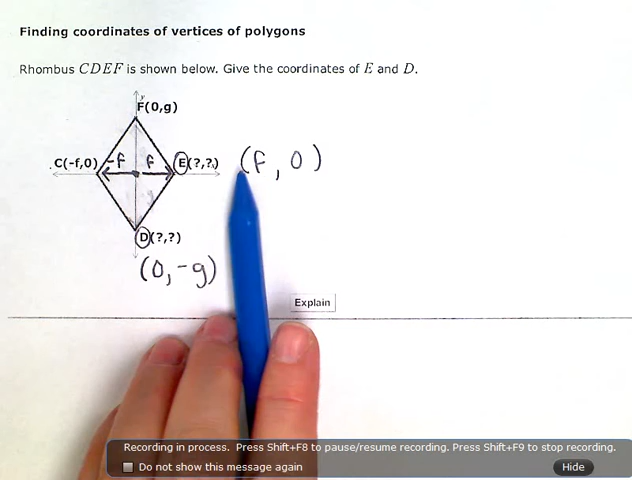 Finding coordinates of vertices of polygons
Rhombus CDEF is shown below. Give the coordinates of E and D.
y
F(0,g)
C(-f,0) -f f E(?,?) (f, 0)
D(?,?)
(0,-g)
Explain
Recording in process. Press Shift+F8 to pause/resume recording. Press Shift+F9 to stop recording.
Do not show this message again Hide